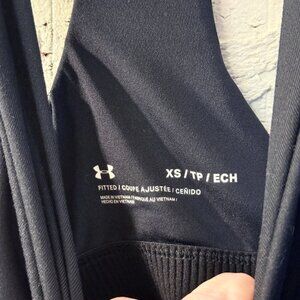 XS / TP / ECH
FITTED / COUPE AJUSTÉE / CEÑIDO
MADE IN VIETNAM / FABRIQUÉ AU VIETNAM /
HECHO EN VIETNAM